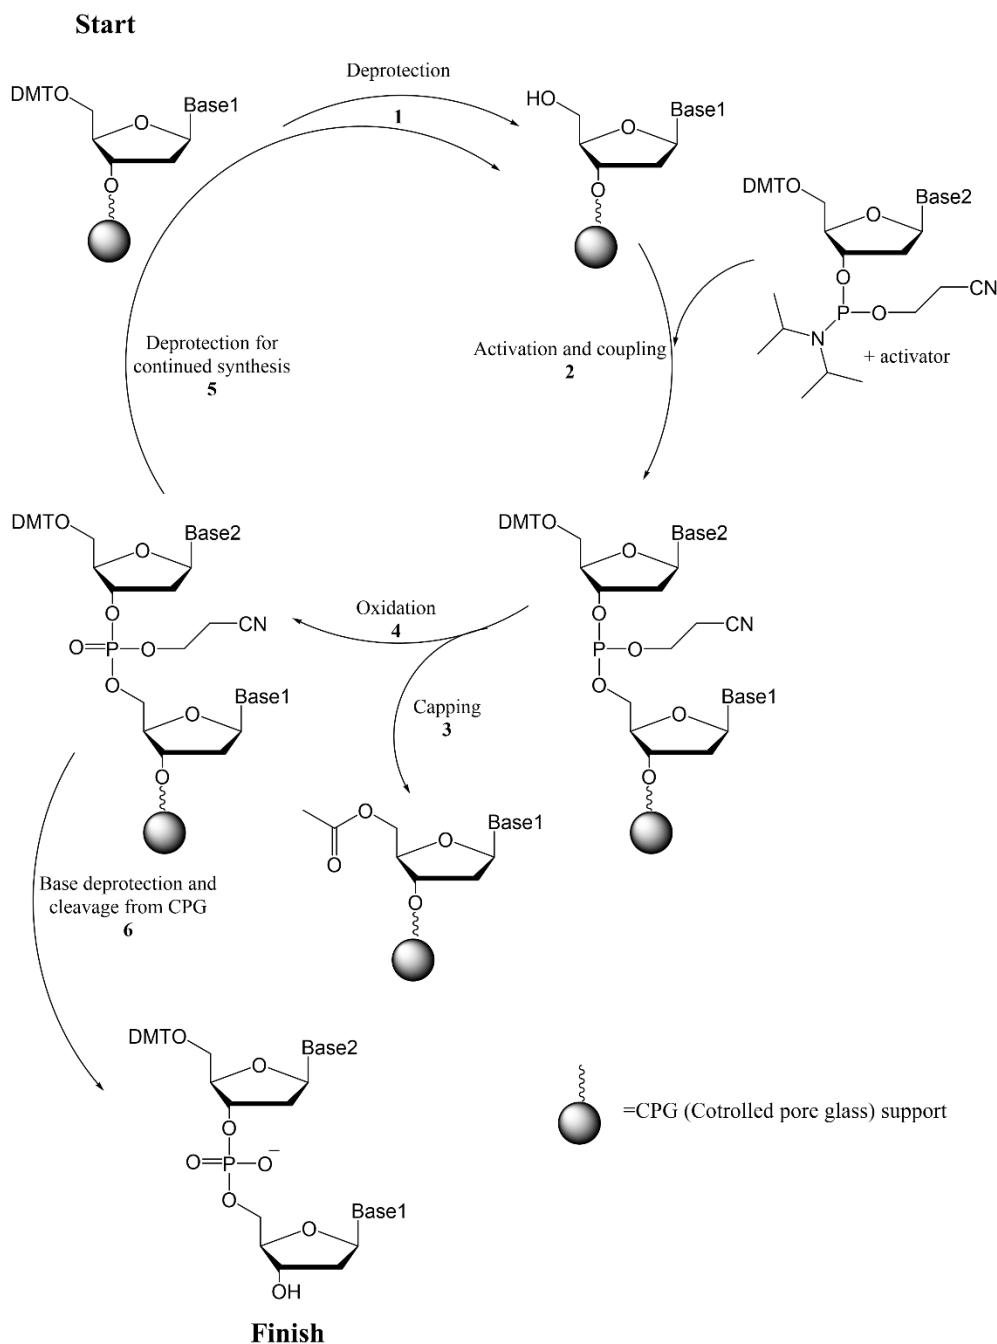 Start
Deprotection
1
DMTO
O
Base1
O
HO
O
Base1
O
DMTO
O
Base2
O
P
O
CN
N
+ activator
Activation and coupling
2
Deprotection for
continued synthesis
5
DMTO
O
Base2
O
O=P
O
CN
O
O
Base1
O
Oxidation
4
Capping
3
DMTO
O
Base2
O
P
O
CN
O
O
Base1
O
O
O
O
Base1
O
Base deprotection and
cleavage from CPG
6
DMTO
O
Base2
O
O=P
O−
O
O
Base1
OH
Finish
=CPG (Cotrolled pore glass) support